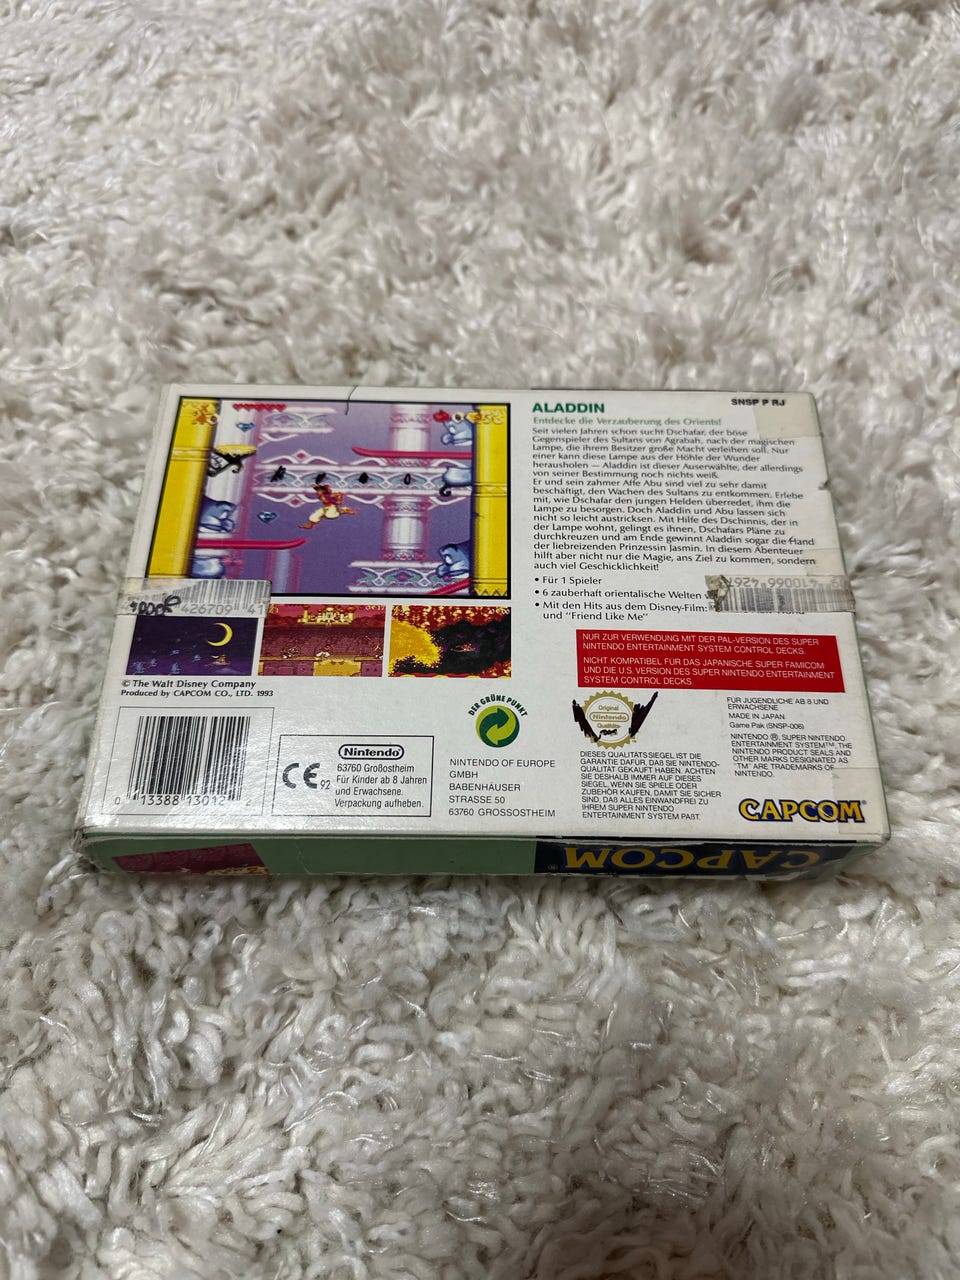 ALADDIN
SNSP P RJ
Entdecke die Verzauberung des Orients!
Seit vielen Jahren schon sucht Dschafar, der böse
Gegenspieler des Sultans von Agrabah, nach der magischen
Lampe, die ihrem Besitzer große Macht verleihen soll. Nur
einer kann diese Lampe aus der Höhle der Wunder
herausholen — Aladdin ist dieser Auserwählte, der allerdings
von seiner Bestimmung noch nichts weiß.
Er und sein zahmer Affe Abu sind viel zu sehr damit
beschäftigt, den Wachen des Sultans zu entkommen. Erlebe
mit, wie Dschafar den jungen Helden überredet, ihm die
Lampe zu besorgen. Doch Aladdin und Abu lassen sich
nicht so leicht austricksen. Mit Hilfe des Dschinnis, der in
der Lampe wohnt, gelingt es ihnen, Dschafars Pläne zu
durchkreuzen und am Ende gewinnt Aladdin sogar die Hand
der liebreizenden Prinzessin Jasmin. In diesem Abenteuer
hilft aber nicht nur die Magie, ans Ziel zu kommen, sondern
auch viel Geschicklichkeit!
• Für 1 Spieler
• 6 zauberhaft orientalische Welten
• Mit den Hits aus dem Disney-Film:
und "Friend Like Me"
426709 41
NUR ZUR VERWENDUNG MIT DER PAL-VERSION DES SUPER
NINTENDO ENTERTAINMENT SYSTEM CONTROL DECKS.
NICHT KOMPATIBEL FUR DAS JAPANISCHE SUPER FAMICOM
UND DIE U.S. VERSION DES SUPER NINTENDO ENTERTAINMENT
SYSTEM CONTROL DECKS.
© The Walt Disney Company
Produced by CAPCOM CO., LTD. 1993
0 13388 13012 2
CE 92
Nintendo®
63760 Großostheim
Für Kinder ab 8 Jahren
und Erwachsene.
Verpackung aufheben.
DER GRÜNE PUNKT
NINTENDO OF EUROPE
GMBH
BABENHÄUSER
STRASSE 50
63760 GROSSOSTHEIM
Original
Nintendo
DIESES QUALITATSSIEGEL IST DIE
GARANTIE DAFÜR, DAß SIE NINTENDO-
QUALITAT GEKAUFT HABEN. ACHTEN
SIE DESHALB IMMER AUF DIESES
SIEGEL, WENN SIE SPIELE ODER
ZUBEHÖR KAUFEN, DAMIT SIE SICHER
SIND, DAß ALLES EINWANDFREI ZU
IHREM SUPER NINTENDO
ENTERTAINMENT SYSTEM PAßT.
FÜR JUGENDLICHE AB 8 UND
ERWACHSENE
MADE IN JAPAN
Game Pak (SNSP-006)
NINTENDO ®, SUPER NINTENDO
ENTERTAINMENT SYSTEM™, THE
NINTENDO PRODUCT SEALS AND
OTHER MARKS DESIGNATED AS
"TM" ARE TRADEMARKS OF
NINTENDO.
CAPCOM®
CAPCOM®